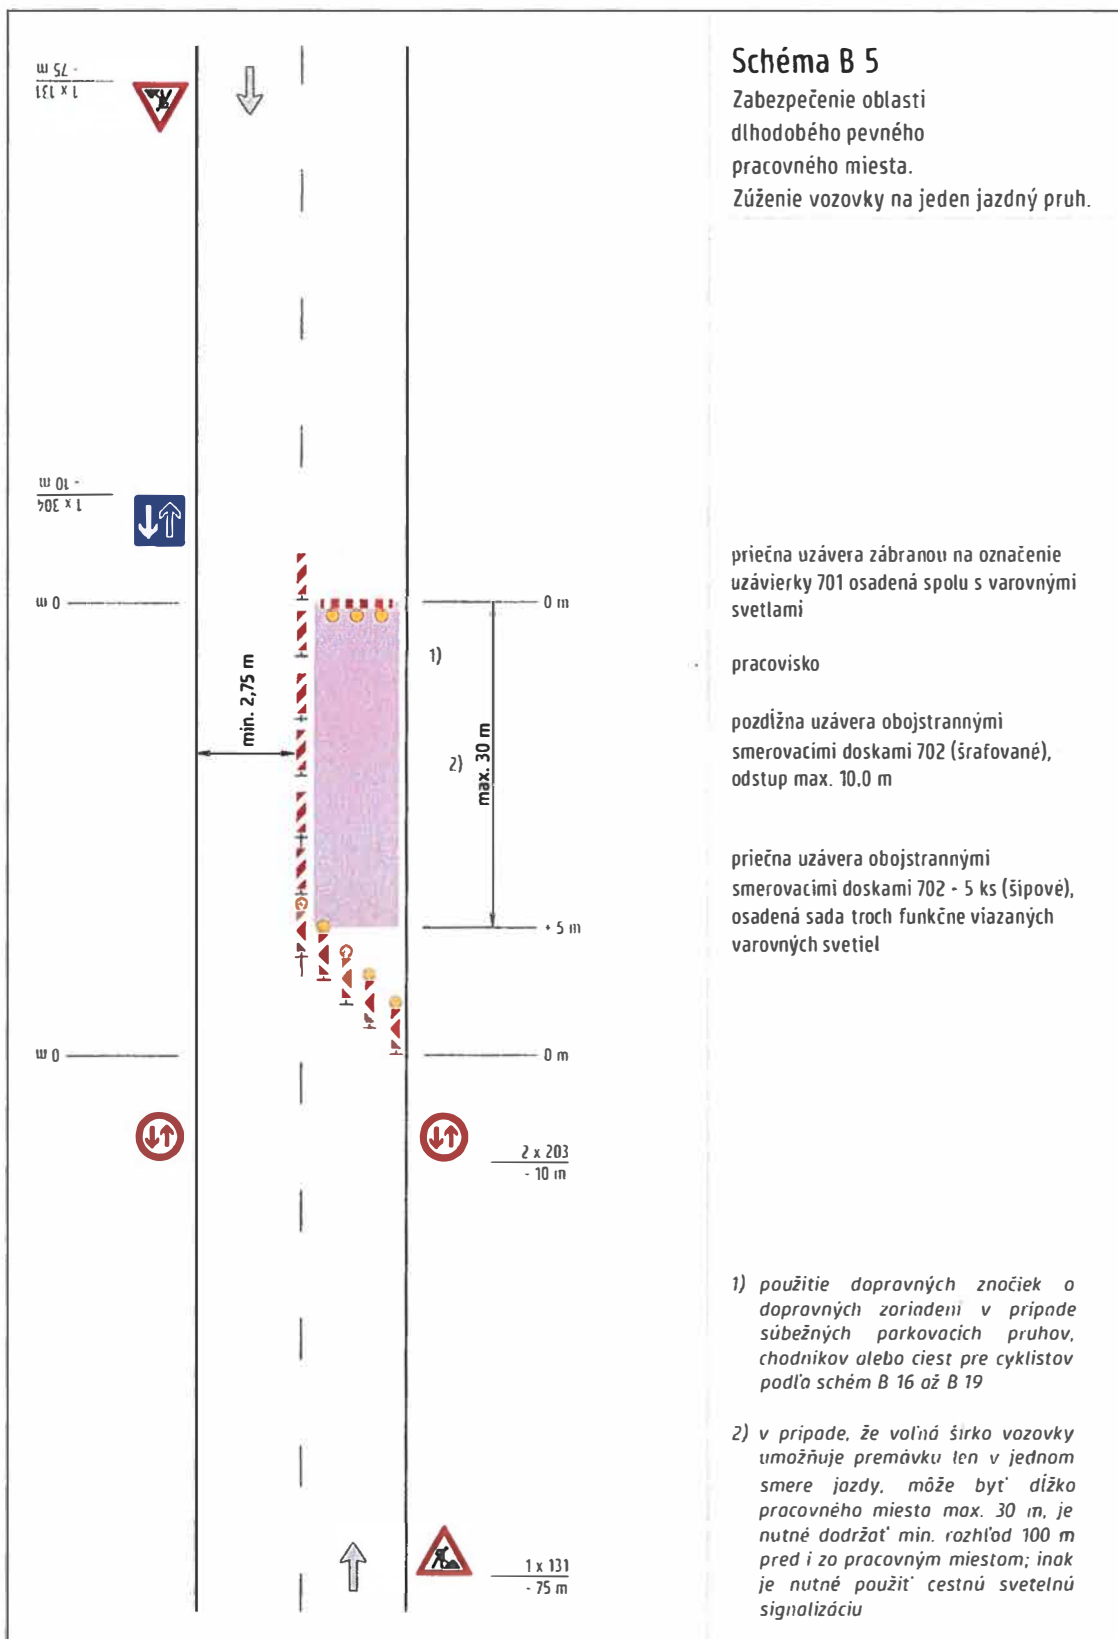 Schéma B 5
Zabezpečenie oblasti
dlhodobého pevného
pracovného miesta.
Zúženie vozovky na jeden jazdný pruh.
1 x 131
- 75 m
1 x 304
- 10 m
0 m
0 m
priečna uzávera zábranou na označenie
uzávierky 701 osadená spolu s varovnými
svetlami
1)
pracovisko
min. 2,75 m
2)
max. 30 m
pozdĺžna uzávera obojstrannými
smerovacími doskami 702 (šrafované),
odstup max. 10,0 m
priečna uzávera obojstrannými
smerovacími doskami 702 - 5 ks (šípové),
osadená sada troch funkčne viazaných
varovných svetiel
+ 5 m
0 m
0 m
2 x 203
- 10 m
1) použitie dopravných značiek a
dopravných zariadení v prípade
súbežných parkovacích pruhov,
chodníkov alebo ciest pre cyklistov
podľa schém B 16 až B 19
2) v prípade, že voľná šírka vozovky
umožňuje premávku len v jednom
smere jazdy, môže byť dĺžka
pracovného miesta max. 30 m, je
nutné dodržať min. rozhľad 100 m
pred i za pracovným miestom; inak
je nutné použiť cestnú svetelnú
signalizáciu
1 x 131
- 75 m